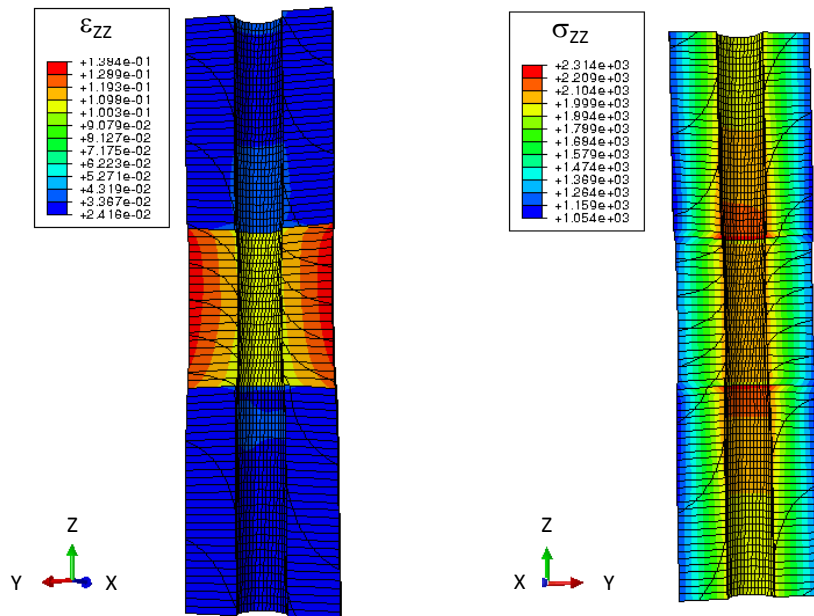 εZZ
+1.384e-01
+1.289e-01
+1.193e-01
+1.098e-01
+1.003e-01
+9.079e-02
+8.127e-02
+7.175e-02
+6.223e-02
+5.271e-02
+4.319e-02
+3.367e-02
+2.416e-02
Z
Y
X
σZZ
+2.314e+03
+2.209e+03
+2.104e+03
+1.999e+03
+1.894e+03
+1.789e+03
+1.684e+03
+1.579e+03
+1.474e+03
+1.369e+03
+1.264e+03
+1.159e+03
+1.054e+03
Z
X
Y